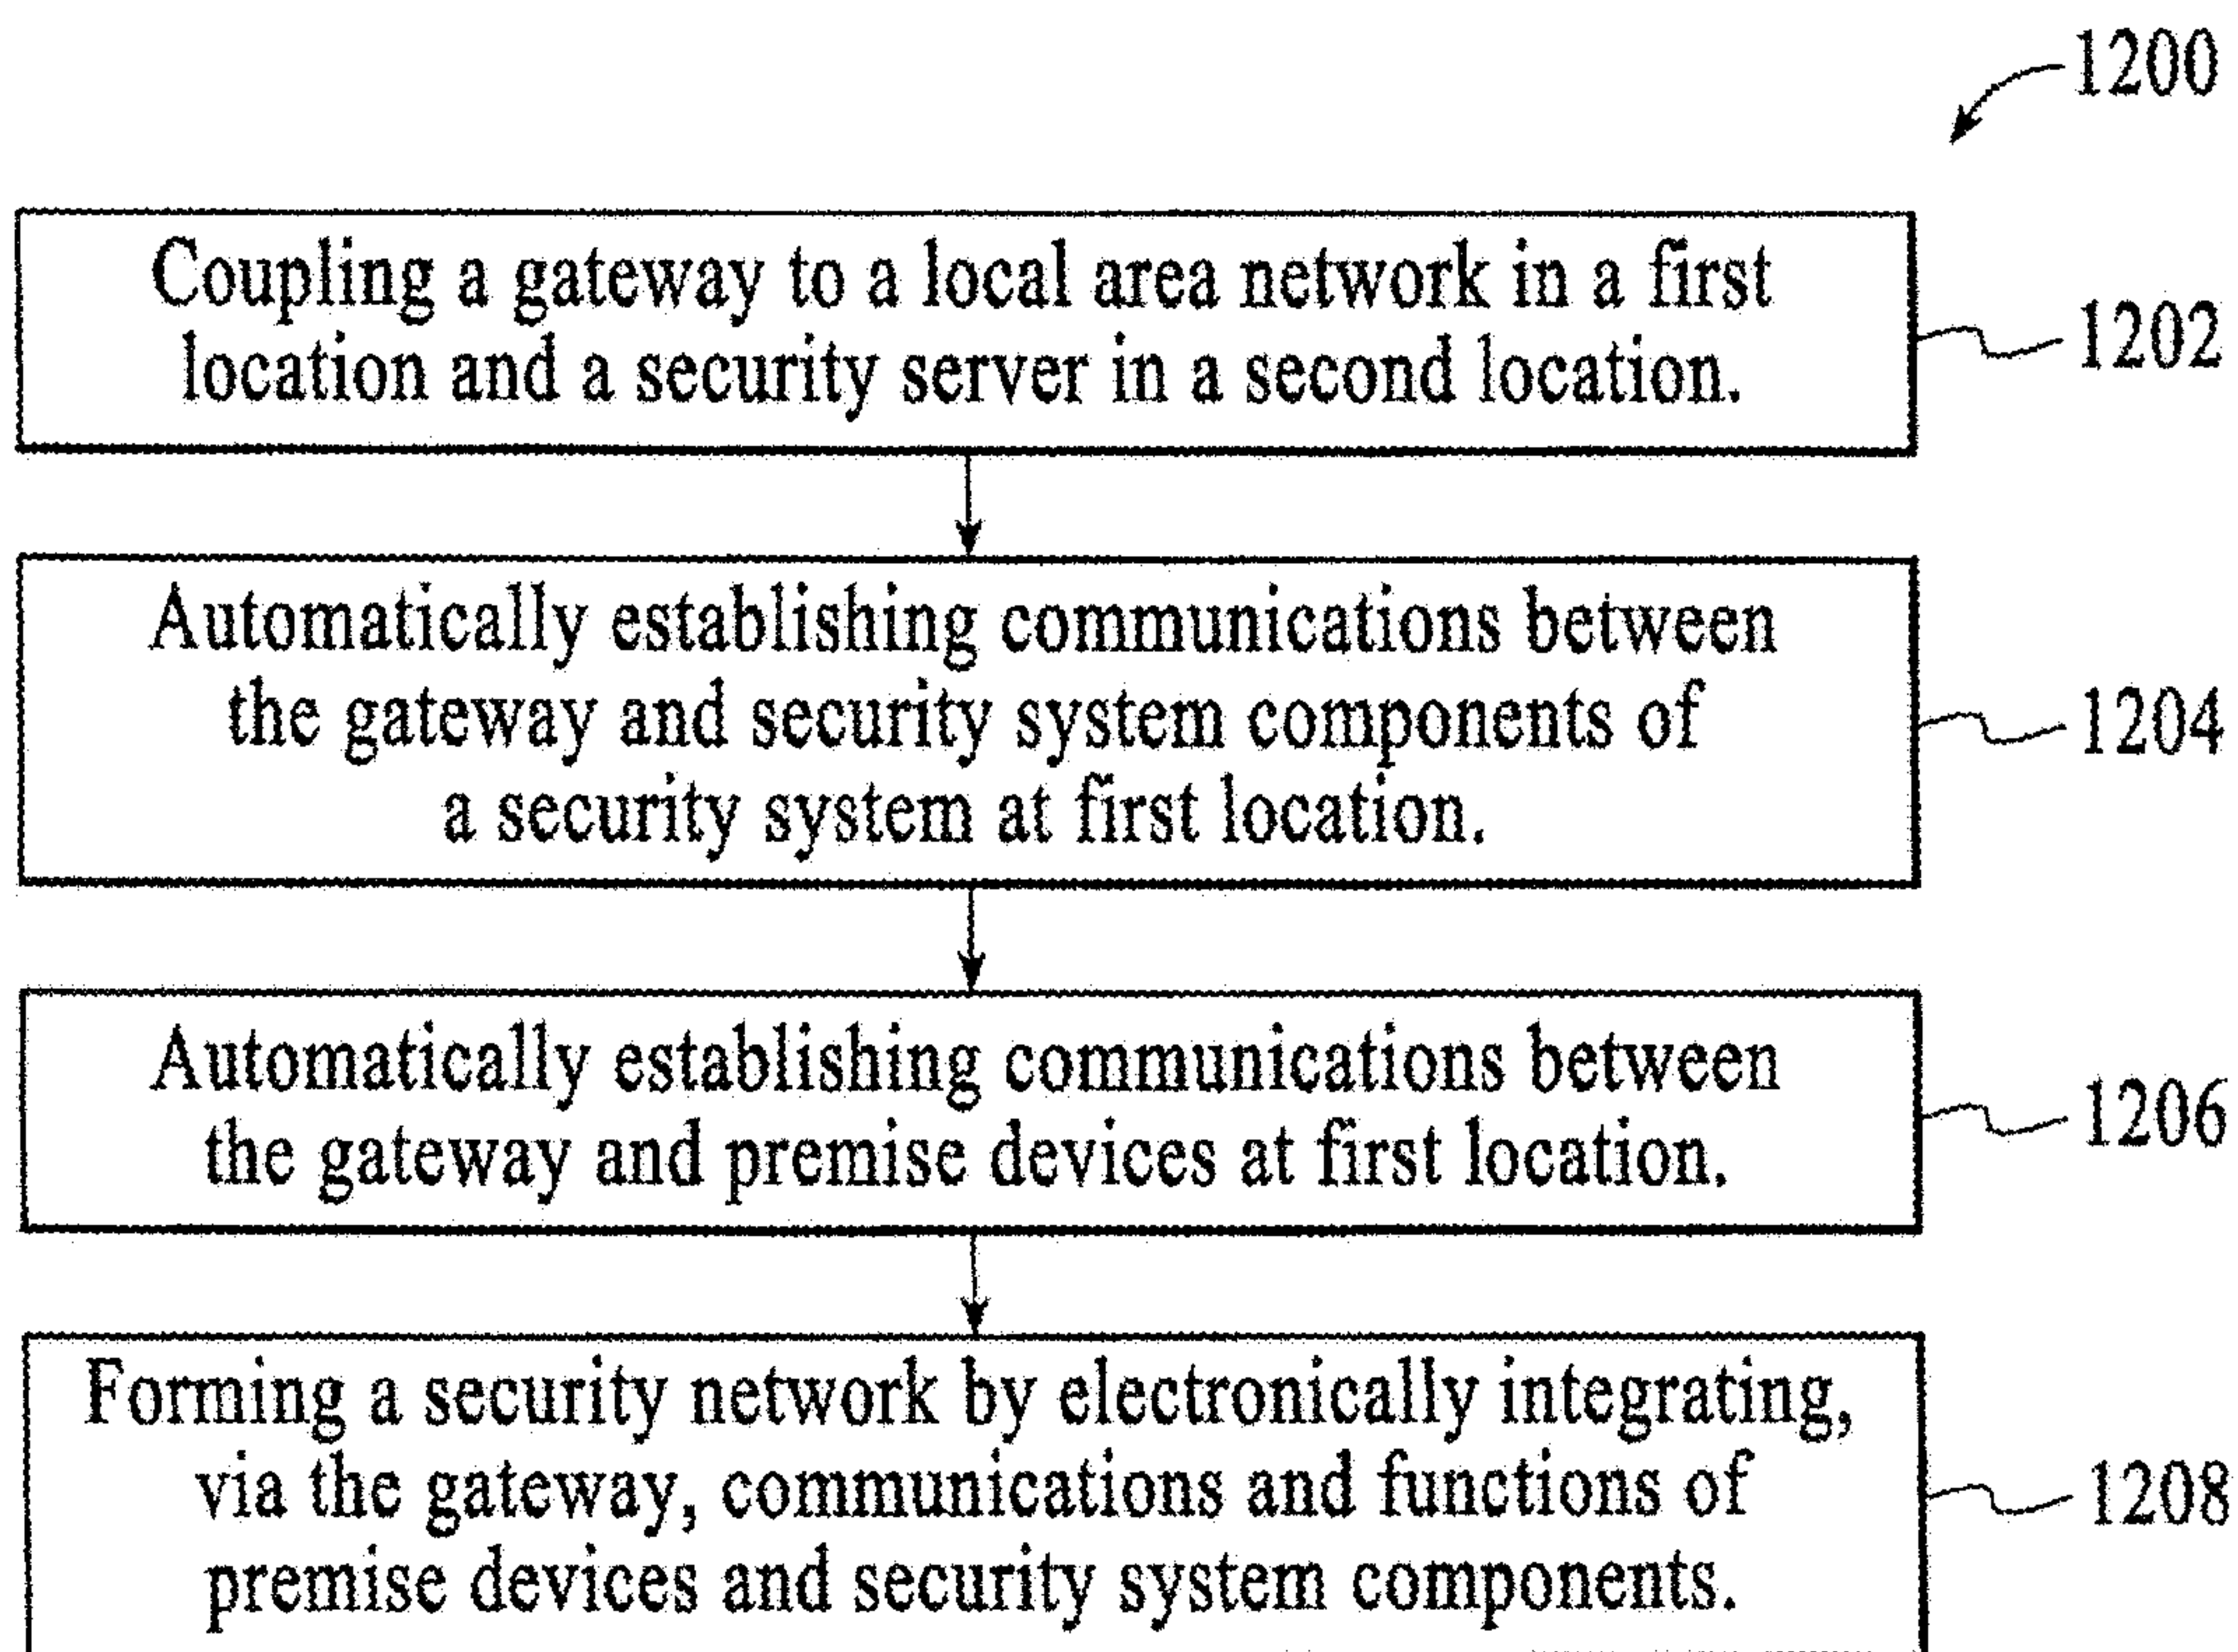 1200
Coupling a gateway to a local area network in a first
location and a security server in a second location.
1202
Automatically establishing communications between
the gateway and security system components of
a security system at first location.
1204
Automatically establishing communications between
the gateway and premise devices at first location.
1206
Forming a security network by electronically integrating,
via the gateway, communications and functions of
premise devices and security system components.
1208